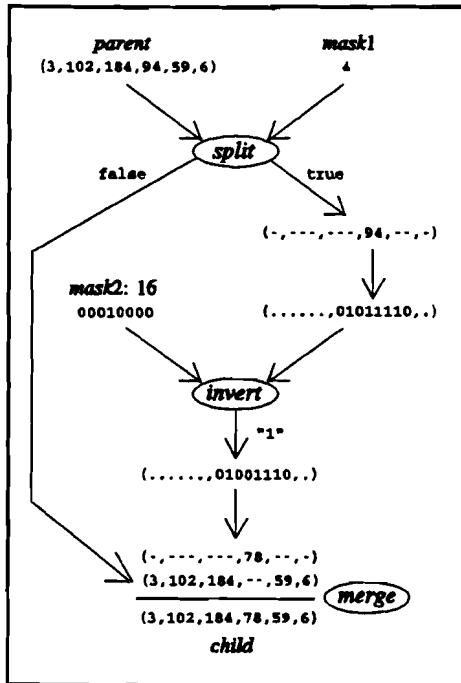 parent mask1
(3,102,184,94,59,6) 4
split
false true
(-,---,---,94,--,-)
mask2: 16
00010000 (......,01011110,.)
invert
"1"
(......,01001110,.)
(-,---,---,78,--,-)
(3,102,184,--,59,6)
merge
(3,102,184,78,59,6)
child